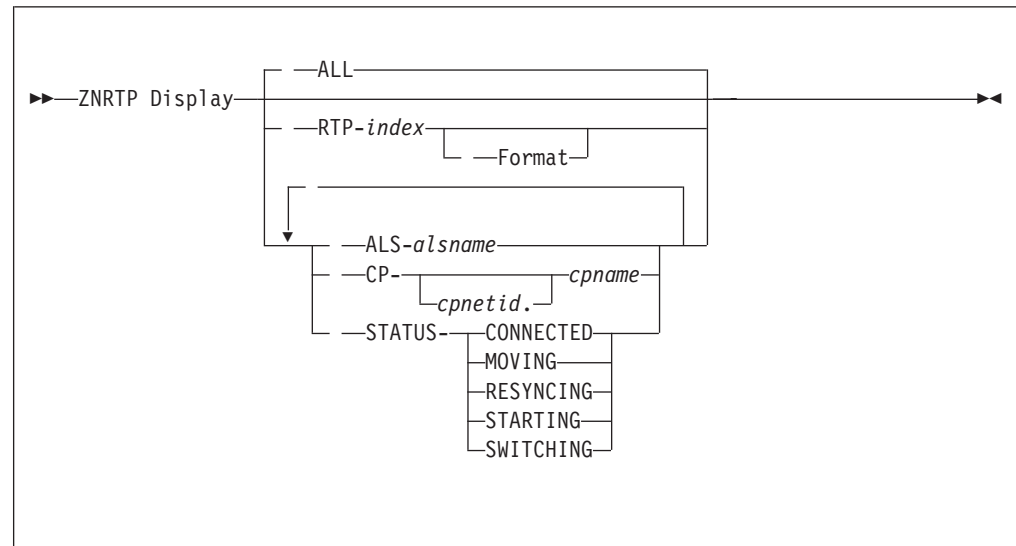 ALL
ZNRTP Display
RTP-index
Format
ALS-alsname
CP- cpname
cpnetid.
STATUS- CONNECTED
MOVING
RESYNCING
STARTING
SWITCHING